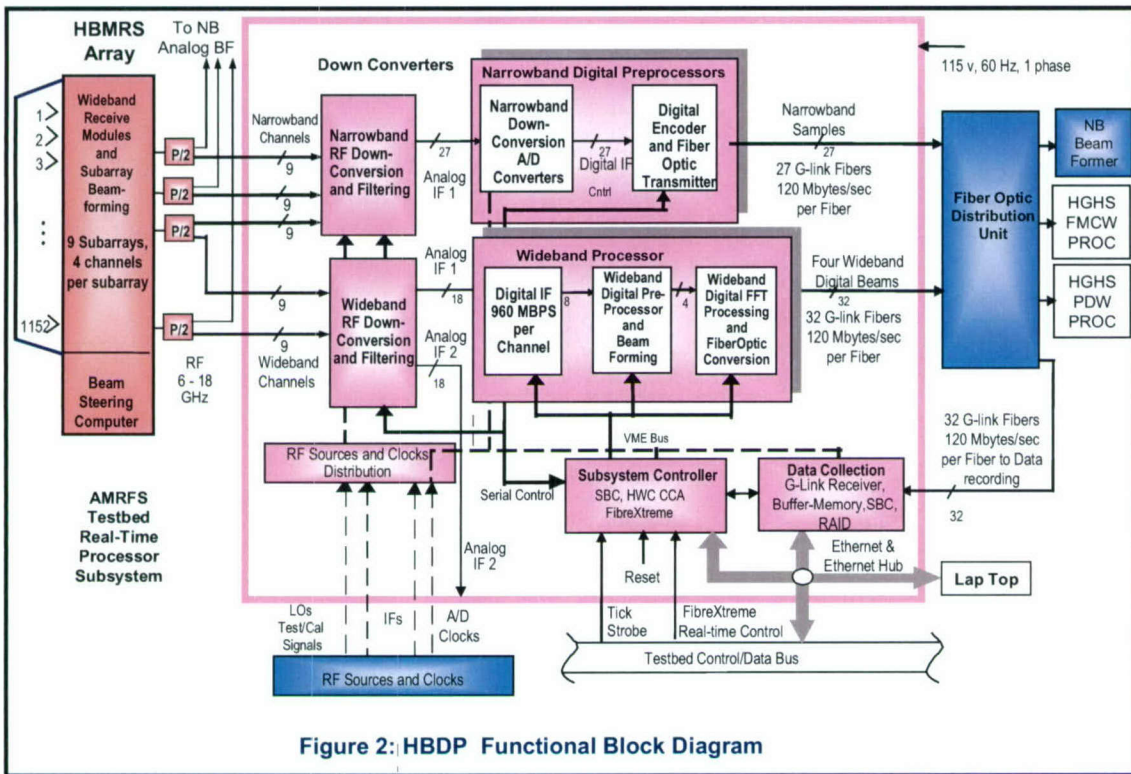 HBMRS
Array
To NB
Analog BF
Wideband
Receive
Modules
and
Subarray
Beam-
forming
9 Subarrays,
4 channels
per subarray
Beam
Steering
Computer
1
2
3
1152
P/2
P/2
P/2
P/2
RF
6 - 18
GHz
Narrowband
Channels
9
9
9
9
9
Wideband
Channels
Down Converters
Narrowband
RF Down-
Conversion
and Filtering
27
Analog
IF 1
Wideband
RF Down-
Conversion
and Filtering
Analog
IF 1
18
Analog
IF 2
18
Narrowband Digital Preprocessors
Narrowband
Down-
Conversion
A/D
Converters
27
Digital IF
Cntrl
Digital
Encoder
and Fiber
Optic
Transmitter
Wideband Processor
Digital IF
960 MBPS
per
Channel
8
Wideband
Digital Pre-
Processor
and
Beam
Forming
4
Wideband
Digital FFT
Processing
and
FiberOptic
Conversion
115 v, 60 Hz, 1 phase
Narrowband
Samples
27
27 G-link Fibers
120 Mbytes/sec
per Fiber
Four Wideband
Digital Beams
32
32 G-link Fibers
120 Mbytes/sec
per Fiber
Fiber Optic
Distribution
Unit
NB
Beam
Former
HGHS
FMCW
PROC
HGHS
PDW
PROC
32 G-link Fibers
120 Mbytes/sec
per Fiber to Data
recording
32
RF Sources and Clocks
Distribution
VME Bus
Serial Control
Subsystem Controller
SBC, HWC CCA
FibreXtreme
Data Collection
G-Link Receiver,
Buffer-Memory,SBC,
RAID
AMRFS
Testbed
Real-Time
Processor
Subsystem
Analog
IF 2
Reset
Ethernet &
Ethernet Hub
Lap Top
LOs
Test/Cal
Signals
IFs
A/D
Clocks
Tick
Strobe
FibreXtreme
Real-time Control
Testbed Control/Data Bus
RF Sources and Clocks
Figure 2: HBDP Functional Block Diagram